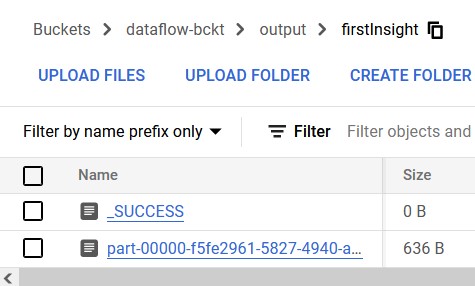 Buckets > dataflow-bckt > output > firstInsight
UPLOAD FILES UPLOAD FOLDER CREATE FOLDER
Filter by name prefix only Filter Filter objects and
Name Size
_SUCCESS 0 B
part-00000-f5fe2961-5827-4940-a... 636 B